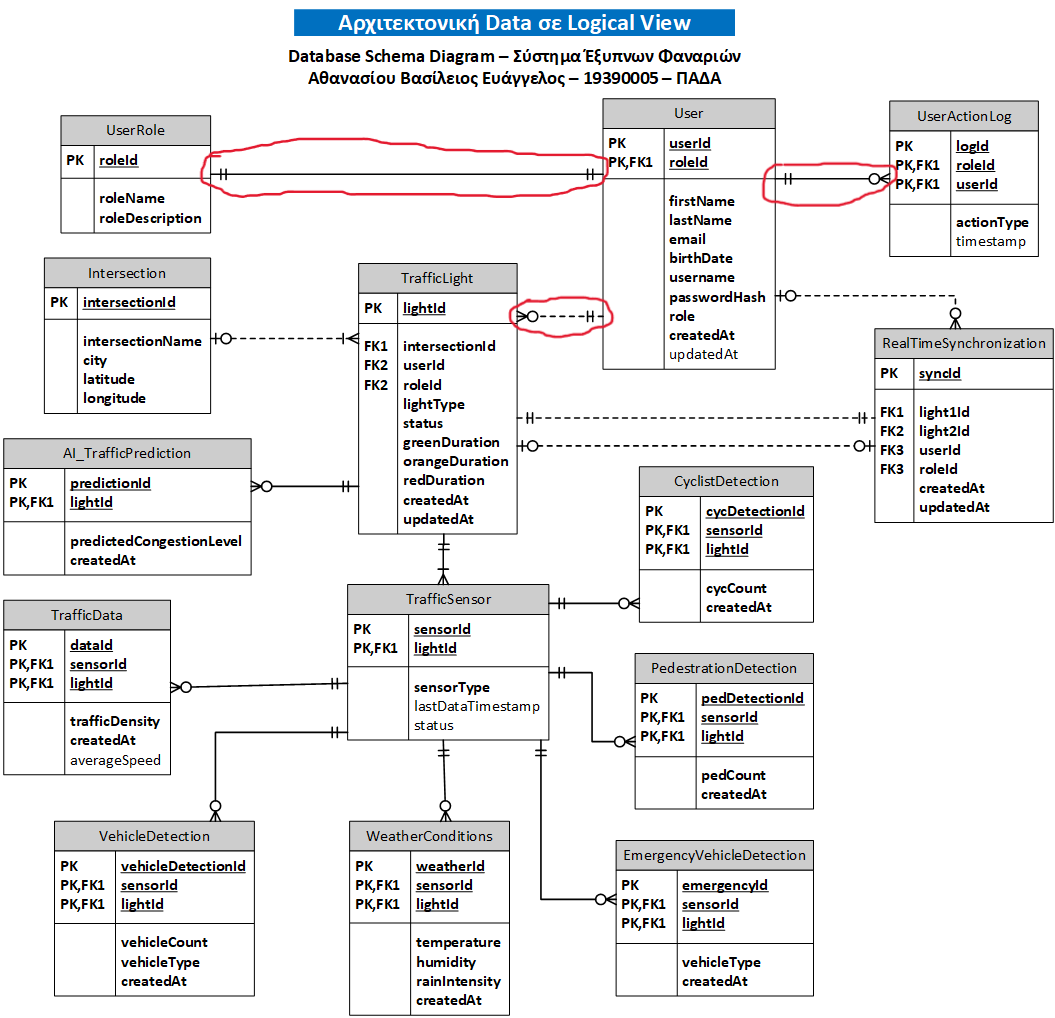 Αρχιτεκτονική Data σε Logical View
Database Schema Diagram – Σύστημα Έξυπνων Φαναριών
Αθανασίου Βασίλειος Ευάγγελος – 19390005 – ΠΑΔΑ
UserRole
PK roleId
roleName
roleDescription
User
PK userId
PK,FK1 roleId
firstName
lastName
email
birthDate
username
passwordHash
role
createdAt
updatedAt
UserActionLog
PK logId
PK,FK1 roleId
PK,FK1 userId
actionType
timestamp
Intersection
PK intersectionId
intersectionName
city
latitude
longitude
TrafficLight
PK lightId
FK1 intersectionId
FK2 userId
FK2 roleId
lightType
status
greenDuration
orangeDuration
redDuration
createdAt
updatedAt
RealTimeSynchronization
PK syncId
FK1 light1Id
FK2 light2Id
FK3 userId
FK3 roleId
createdAt
updatedAt
AI_TrafficPrediction
PK predictionId
PK,FK1 lightId
predictedCongestionLevel
createdAt
CyclistDetection
PK cycDetectionId
PK,FK1 sensorId
PK,FK1 lightId
cycCount
createdAt
TrafficData
PK dataId
PK,FK1 sensorId
PK,FK1 lightId
trafficDensity
createdAt
averageSpeed
TrafficSensor
PK sensorId
PK,FK1 lightId
sensorType
lastDataTimestamp
status
PedestrationDetection
PK pedDetectionId
PK,FK1 sensorId
PK,FK1 lightId
pedCount
createdAt
VehicleDetection
PK vehicleDetectionId
PK,FK1 sensorId
PK,FK1 lightId
vehicleCount
vehicleType
createdAt
WeatherConditions
PK weatherId
PK,FK1 sensorId
PK,FK1 lightId
temperature
humidity
rainIntensity
createdAt
EmergencyVehicleDetection
PK emergencyId
PK,FK1 sensorId
PK,FK1 lightId
vehicleType
createdAt